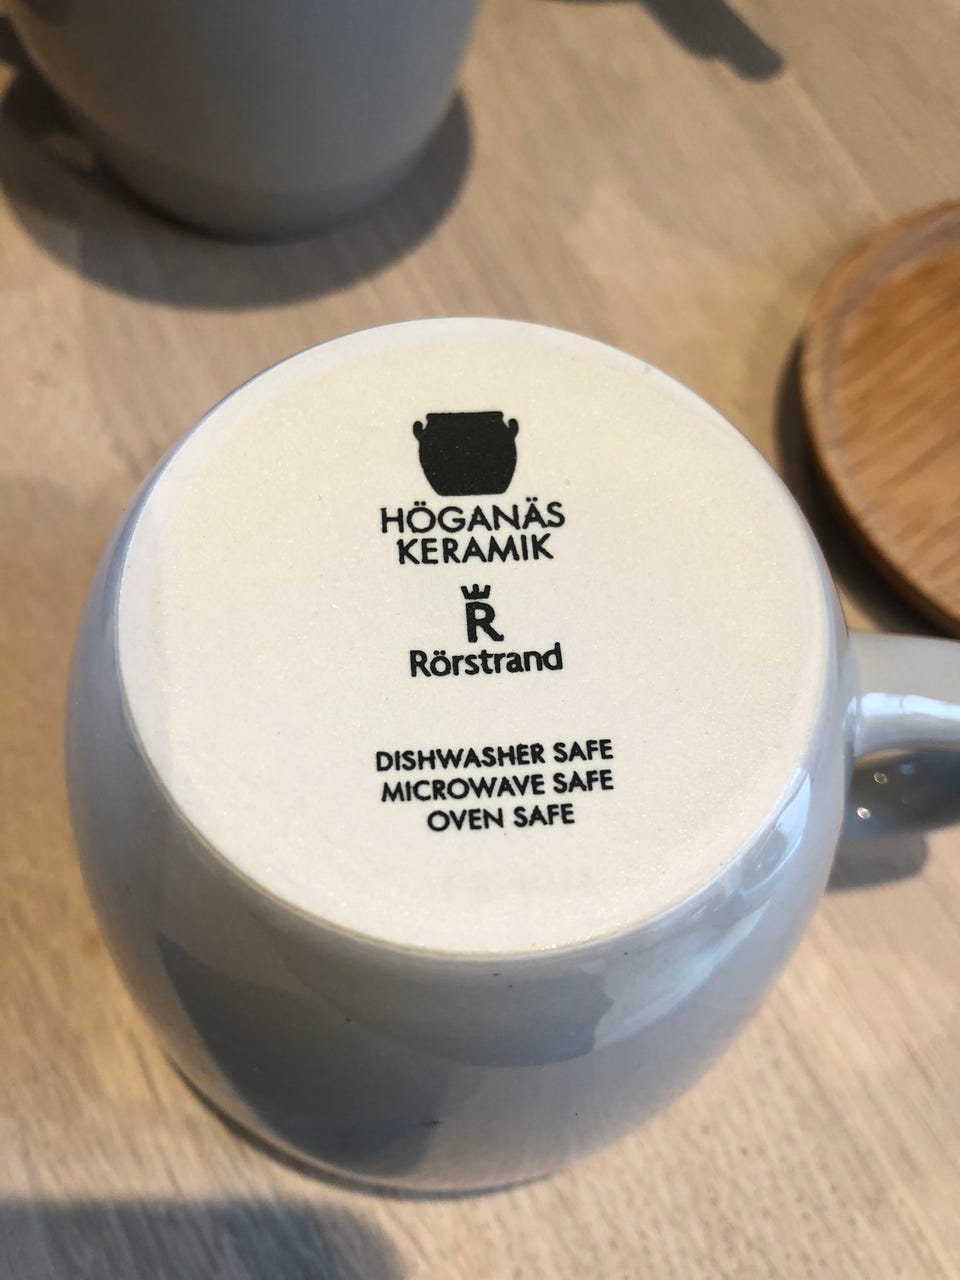 HÖGANÄS
KERAMIK
R
Rörstrand
DISHWASHER SAFE
MICROWAVE SAFE
OVEN SAFE